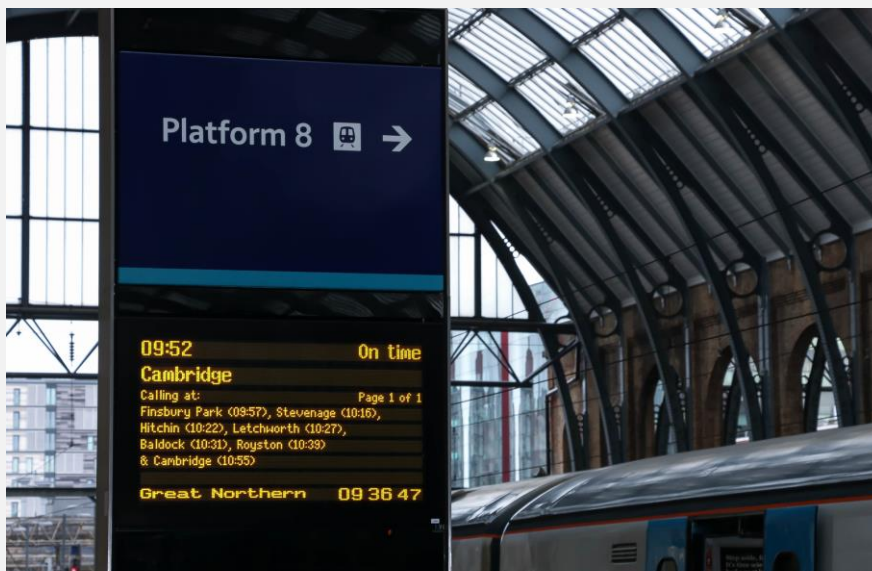 Platform 8
09:52 On time
Cambridge
Calling at: Page 1 of 1
Finsbury Park (09:57), Stevenage (10:16),
Hitchin (10:22), Letchworth (10:27),
Baldock (10:31), Royston (10:39)
& Cambridge (10:55)
Great Northern 09 36 47